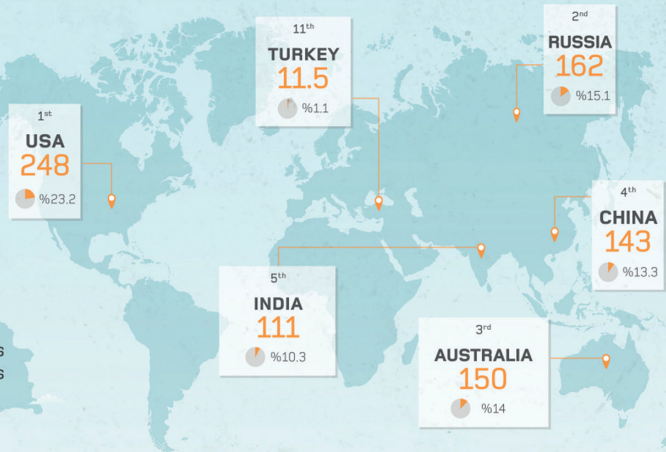 11th
TURKEY
11.5
%1.1
2nd
RUSSIA
162
%15.1
1st
USA
248
%23.2
4th
CHINA
143
%13.3
5th
INDIA
111
%10.3
3rd
AUSTRALIA
150
%14